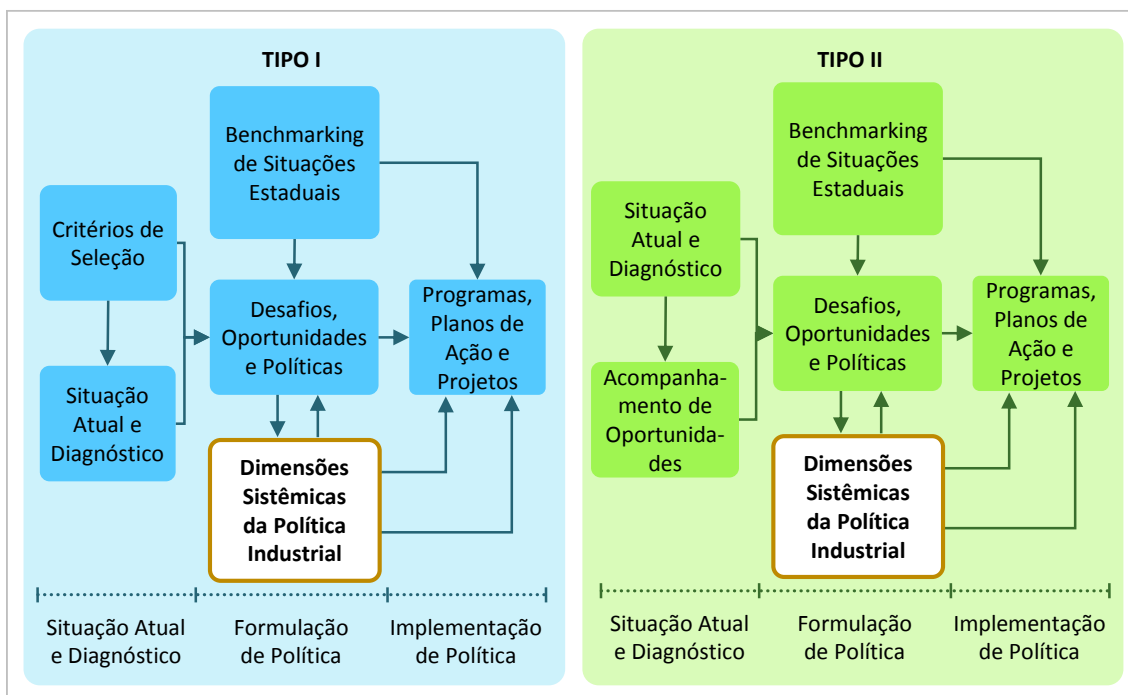 TIPO I
Benchmarking
de Situações
Estaduais
Critérios de
Seleção
Desafios,
Oportunidades
e Políticas
Programas,
Planos de
Ação e
Projetos
Situação
Atual e
Diagnóstico
Dimensões
Sistêmicas
da Política
Industrial
Situação Atual
e Diagnóstico
Formulação
de Política
Implementação
de Política
TIPO II
Benchmarking
de Situações
Estaduais
Situação
Atual e
Diagnóstico
Desafios,
Oportunidades
e Políticas
Programas,
Planos de
Ação e
Projetos
Acompanha-
mento de
Oportunida-
des
Dimensões
Sistêmicas
da Política
Industrial
Situação Atual
e Diagnóstico
Formulação
de Política
Implementação
de Política